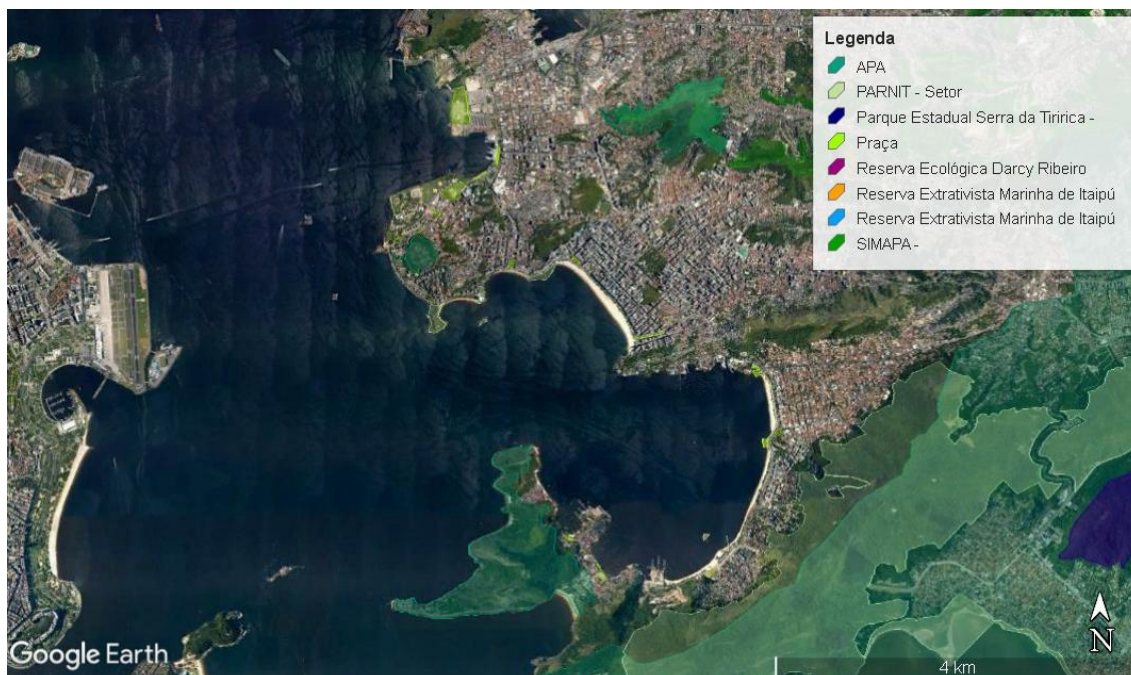 Legenda
APA
PARNIT - Setor
Parque Estadual Serra da Tiririca -
Praça
Reserva Ecológica Darcy Ribeiro
Reserva Extrativista Marinha de Itaipú
Reserva Extrativista Marinha de Itaipú
SIMAPA -
N
Google Earth
4 km